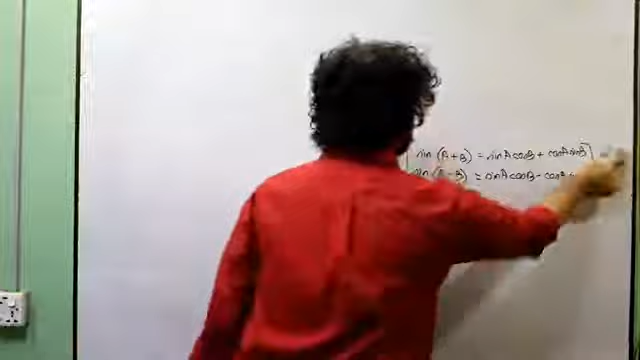 sin (A + B) = sinA cosB + cosA sinB
sin (A - B) = sinA cosB - cos